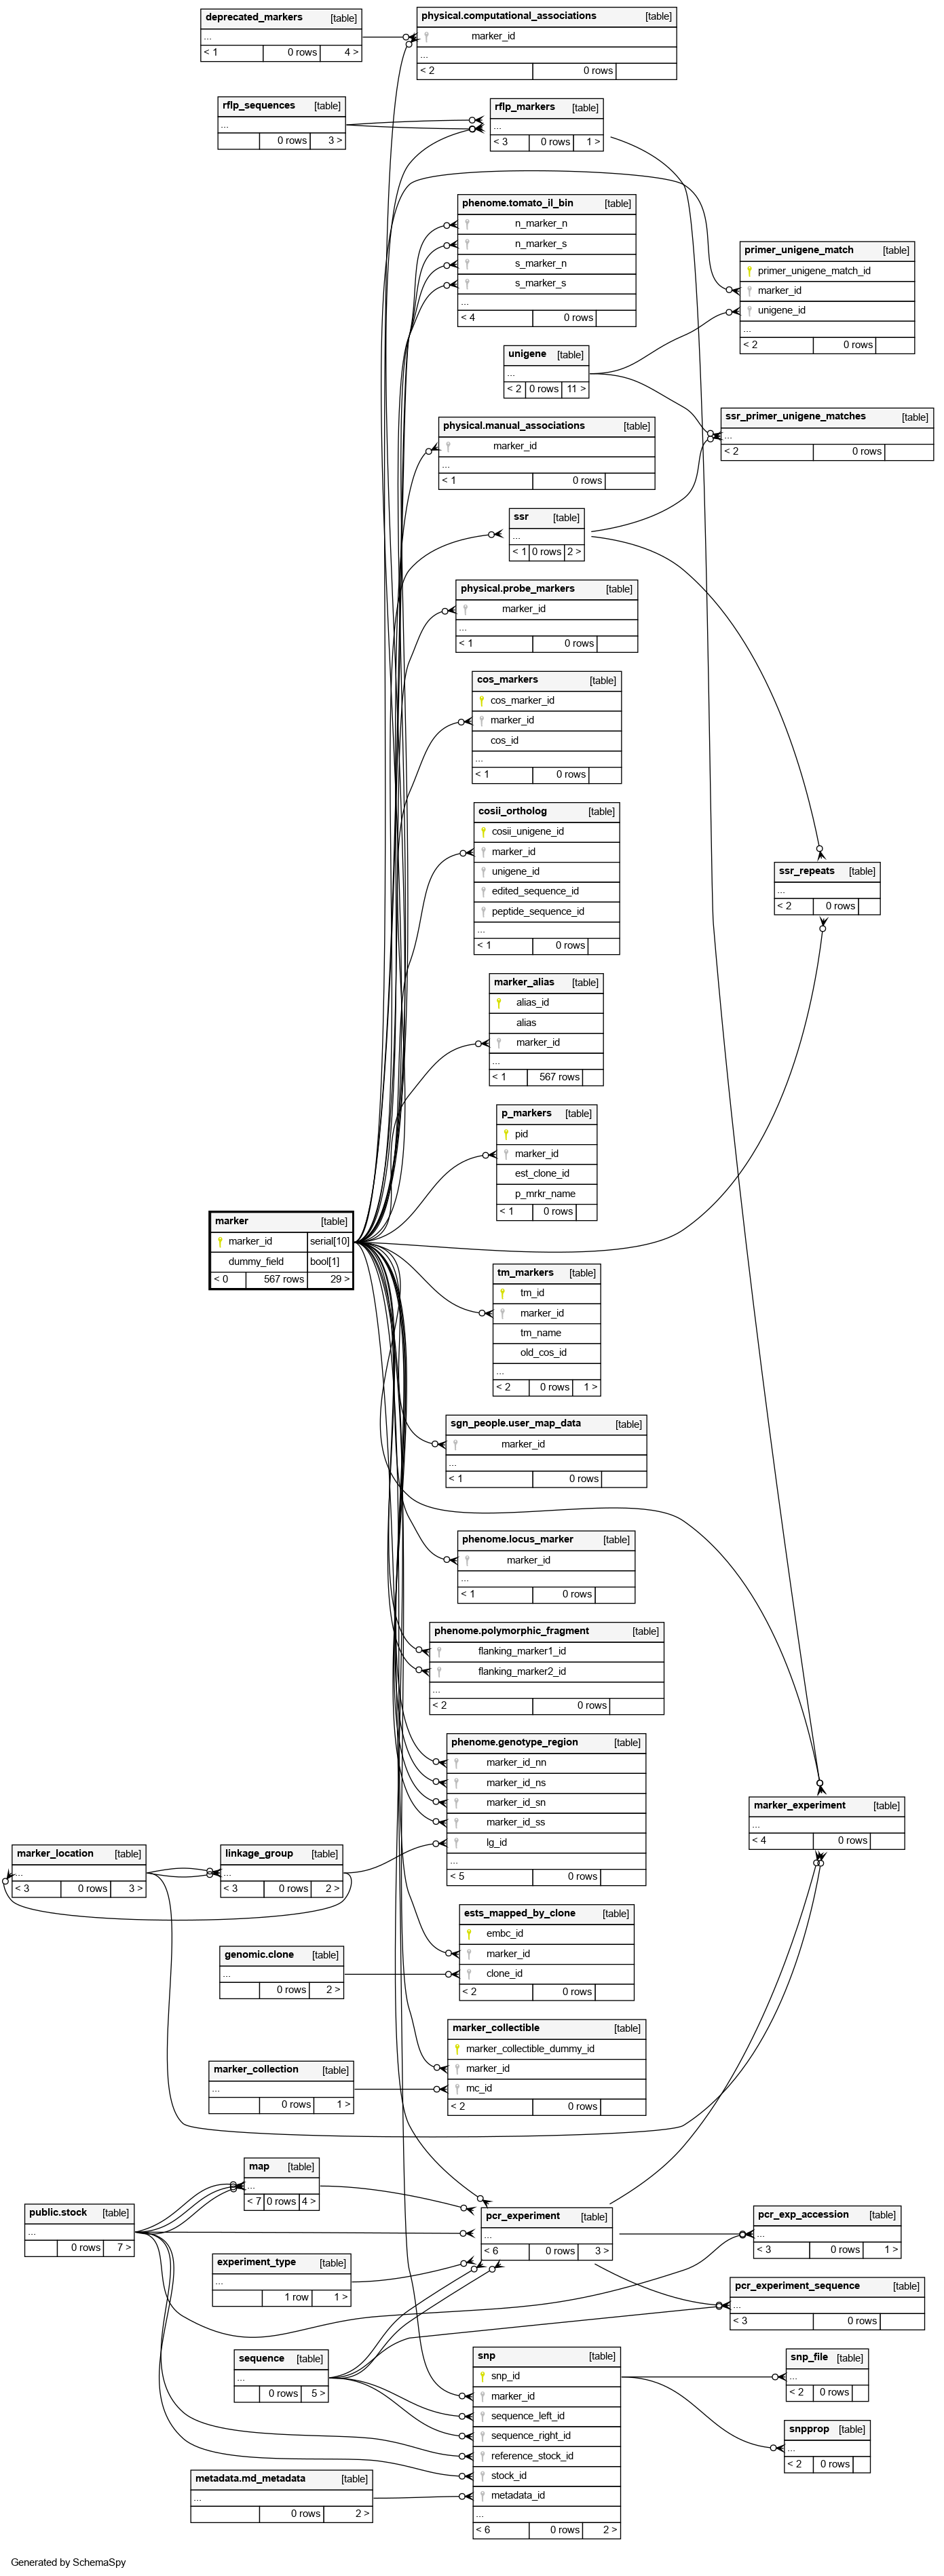 deprecated_markers [table]
...
< 1 0 rows 4 >
physical.computational_associations [table]
marker_id
...
< 2 0 rows
rflp_sequences [table]
...
0 rows 3 >
rflp_markers [table]
...
< 3 0 rows 1 >
phenome.tomato_il_bin [table]
n_marker_n
n_marker_s
s_marker_n
s_marker_s
...
< 4 0 rows
primer_unigene_match [table]
primer_unigene_match_id
marker_id
unigene_id
...
< 2 0 rows
unigene [table]
...
< 2 0 rows 11 >
ssr_primer_unigene_matches [table]
...
< 2 0 rows
physical.manual_associations [table]
marker_id
...
< 1 0 rows
ssr [table]
...
< 1 0 rows 2 >
physical.probe_markers [table]
marker_id
...
< 1 0 rows
cos_markers [table]
cos_marker_id
marker_id
cos_id
...
< 1 0 rows
cosii_ortholog [table]
cosii_unigene_id
marker_id
unigene_id
edited_sequence_id
peptide_sequence_id
...
< 1 0 rows
ssr_repeats [table]
...
< 2 0 rows
marker_alias [table]
alias_id
alias
marker_id
...
< 1 567 rows
p_markers [table]
pid
marker_id
est_clone_id
p_mrkr_name
< 1 0 rows
marker [table]
marker_id serial[10]
dummy_field bool[1]
< 0 567 rows 29 >
tm_markers [table]
tm_id
marker_id
tm_name
old_cos_id
...
< 2 0 rows 1 >
sgn_people.user_map_data [table]
marker_id
...
< 1 0 rows
phenome.locus_marker [table]
marker_id
...
< 1 0 rows
phenome.polymorphic_fragment [table]
flanking_marker1_id
flanking_marker2_id
...
< 2 0 rows
phenome.genotype_region [table]
marker_id_nn
marker_id_ns
marker_id_sn
marker_id_ss
lg_id
...
< 5 0 rows
marker_experiment [table]
...
< 4 0 rows
marker_location [table]
...
< 3 0 rows 3 >
linkage_group [table]
...
< 3 0 rows 2 >
ests_mapped_by_clone [table]
embc_id
marker_id
clone_id
< 2 0 rows
genomic.clone [table]
...
0 rows 2 >
marker_collectible [table]
marker_collectible_dummy_id
marker_id
mc_id
< 2 0 rows
marker_collection [table]
...
0 rows 1 >
map [table]
...
< 7 0 rows 4 >
public.stock [table]
...
0 rows 7 >
pcr_experiment [table]
...
< 6 0 rows 3 >
pcr_exp_accession [table]
...
< 3 0 rows 1 >
experiment_type [table]
...
1 row 1 >
pcr_experiment_sequence [table]
...
< 3 0 rows
sequence [table]
...
0 rows 5 >
snp [table]
snp_id
marker_id
sequence_left_id
sequence_right_id
reference_stock_id
stock_id
metadata_id
...
< 6 0 rows 2 >
snp_file [table]
...
< 2 0 rows
snpprop [table]
...
< 2 0 rows
metadata.md_metadata [table]
...
0 rows 2 >
Generated by SchemaSpy